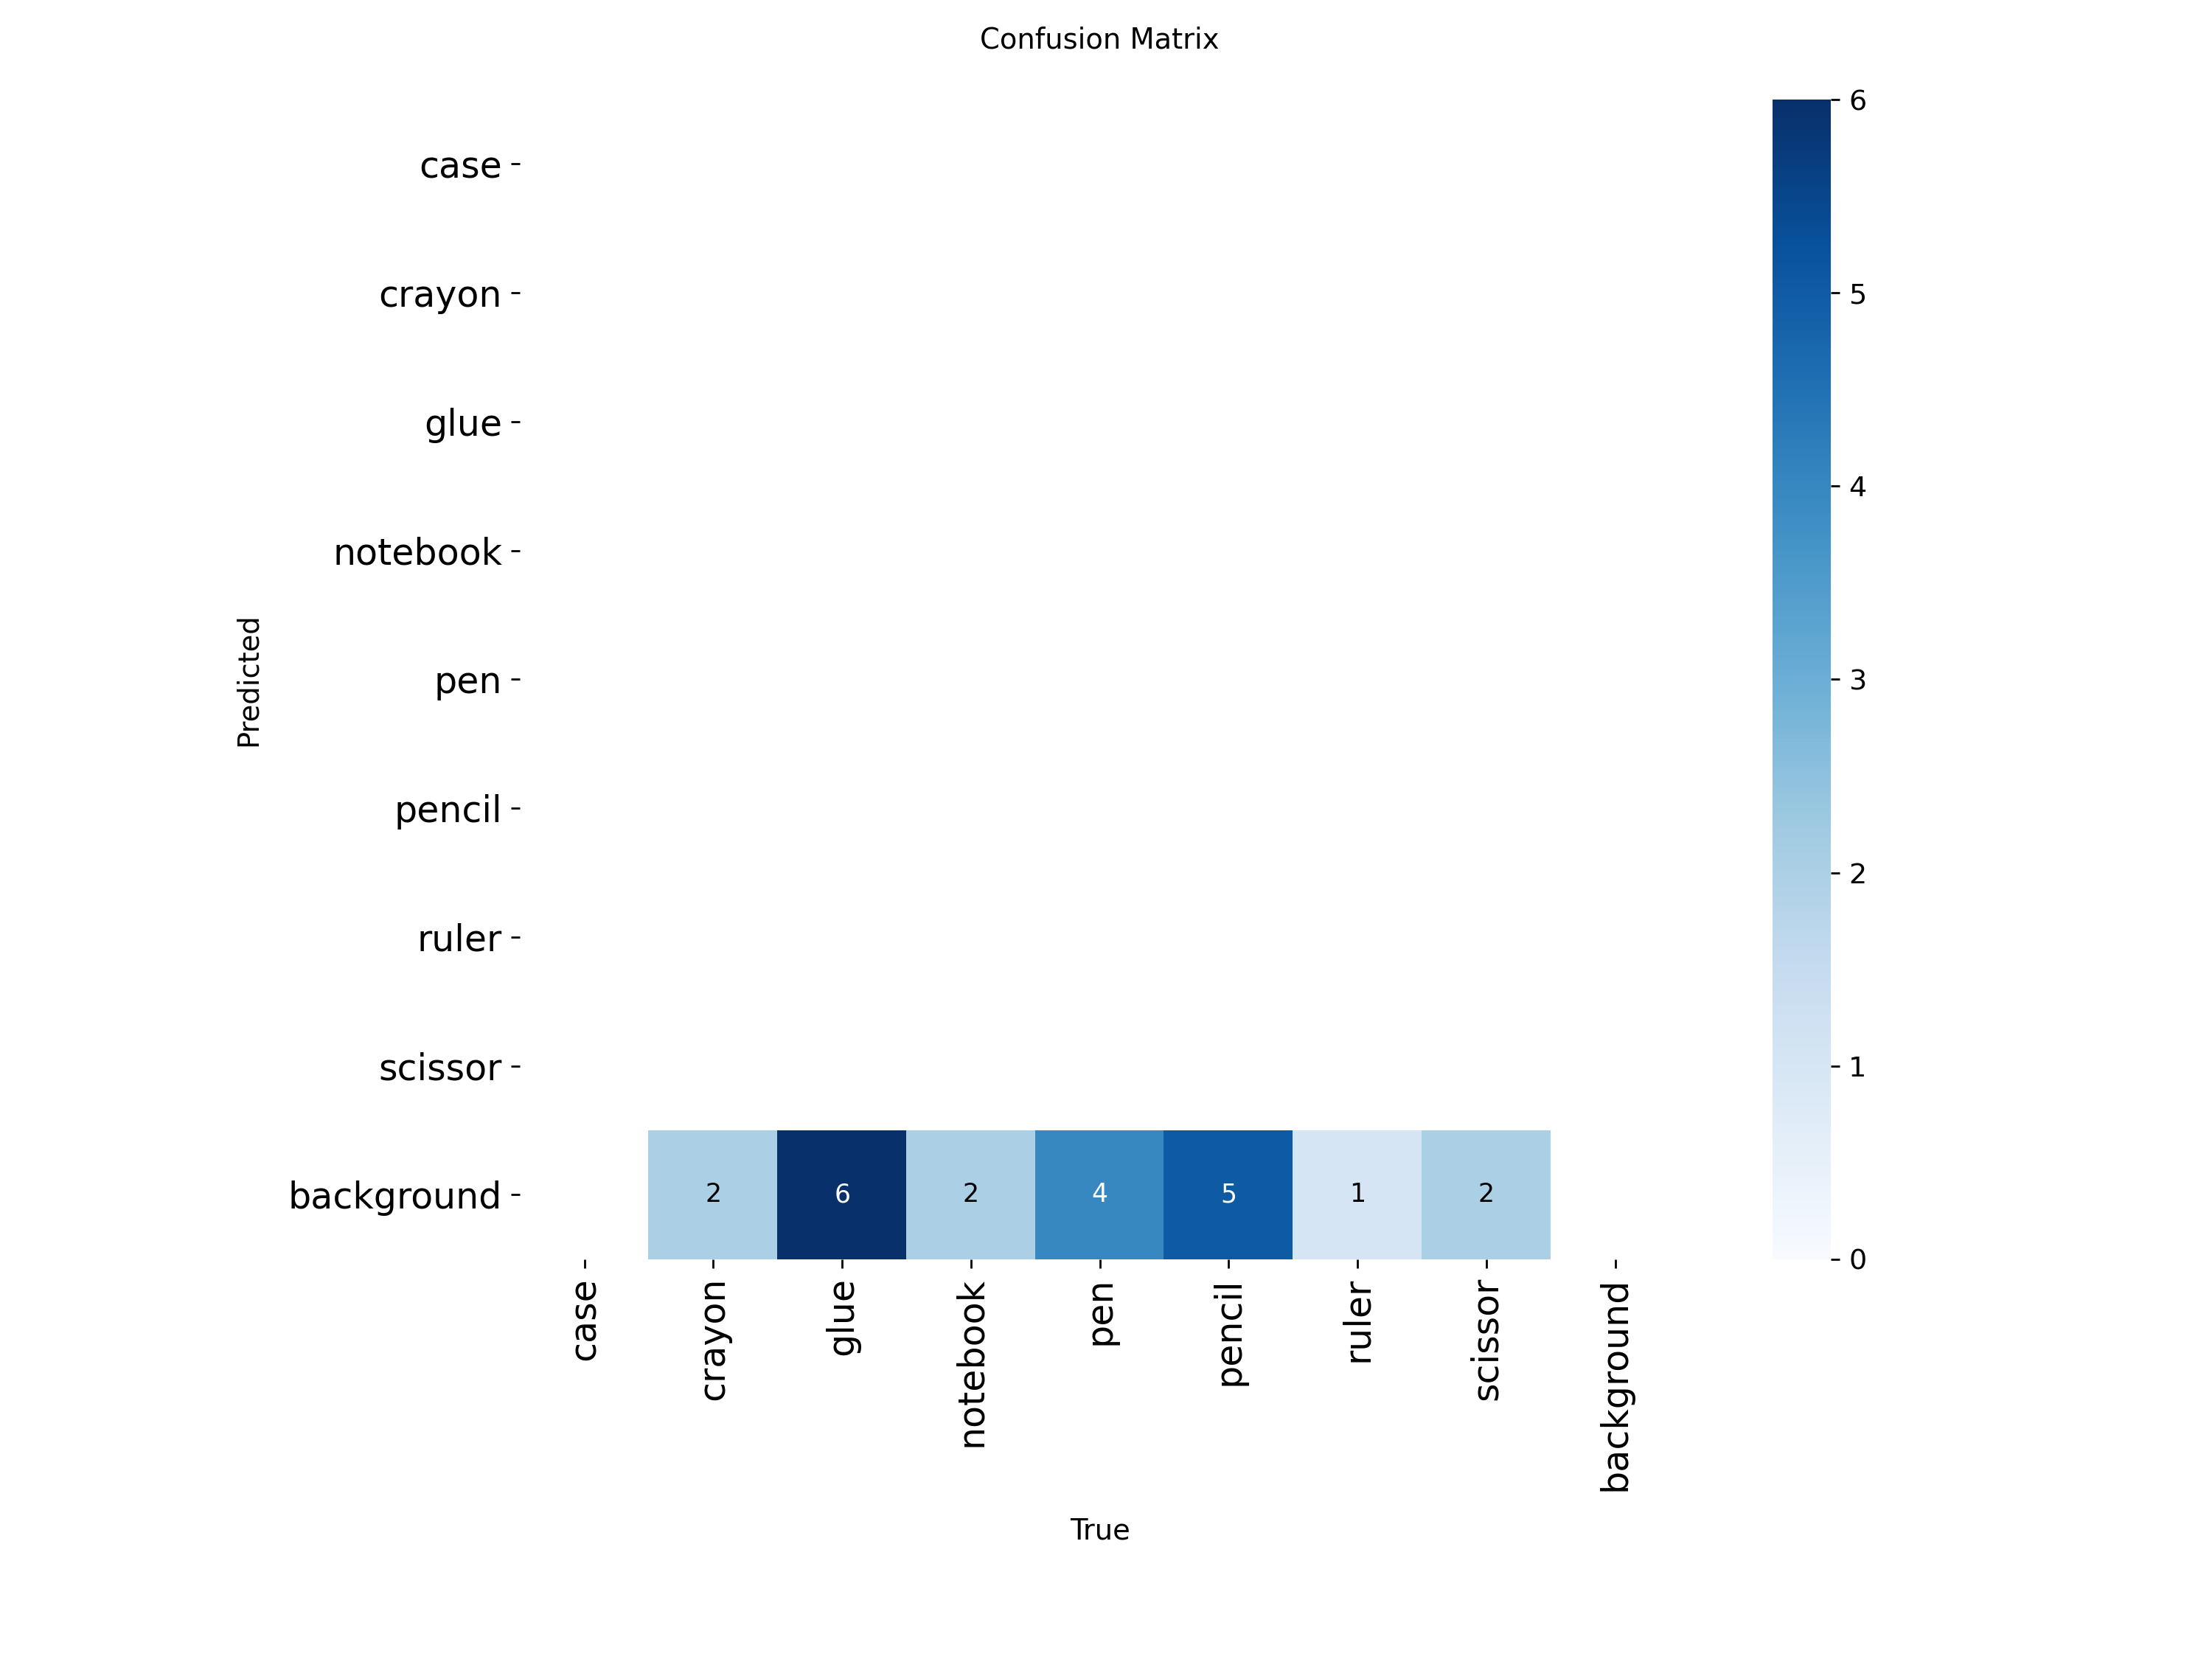 Confusion Matrix
Predicted
case
crayon
glue
notebook
pen
pencil
ruler
scissor
background
2 6 2 4 5 1 2
case crayon glue notebook pen pencil ruler scissor background
True
6
5
4
3
2
1
0